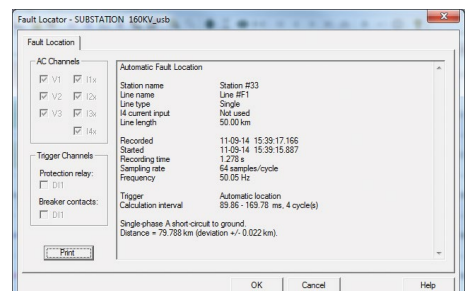 Fault Locator - SUBSTATION 160KV_usb
Fault Location
AC Channels
V1 I1x
V2 I2x
V3 I3x
I4x
Trigger Channels
Protection relay:
DI1
Breaker contacts:
DI1
Print
Automatic Fault Location
Station name Station #33
Line name Line #F1
Line type Single
I4 current input Not used
Line length 50.00 km
Recorded 11-09-14 15:39:17.166
Started 11-09-14 15:39:15.887
Recording time 1.278 s
Sampling rate 64 samples/cycle
Frequency 50.05 Hz
Trigger Automatic location
Calculation interval 89.86 - 169.78 ms, 4 cycle(s)
Single-phase A short-circuit to ground.
Distance = 79.788 km (deviation +/- 0.022 km).
OK Cancel Help